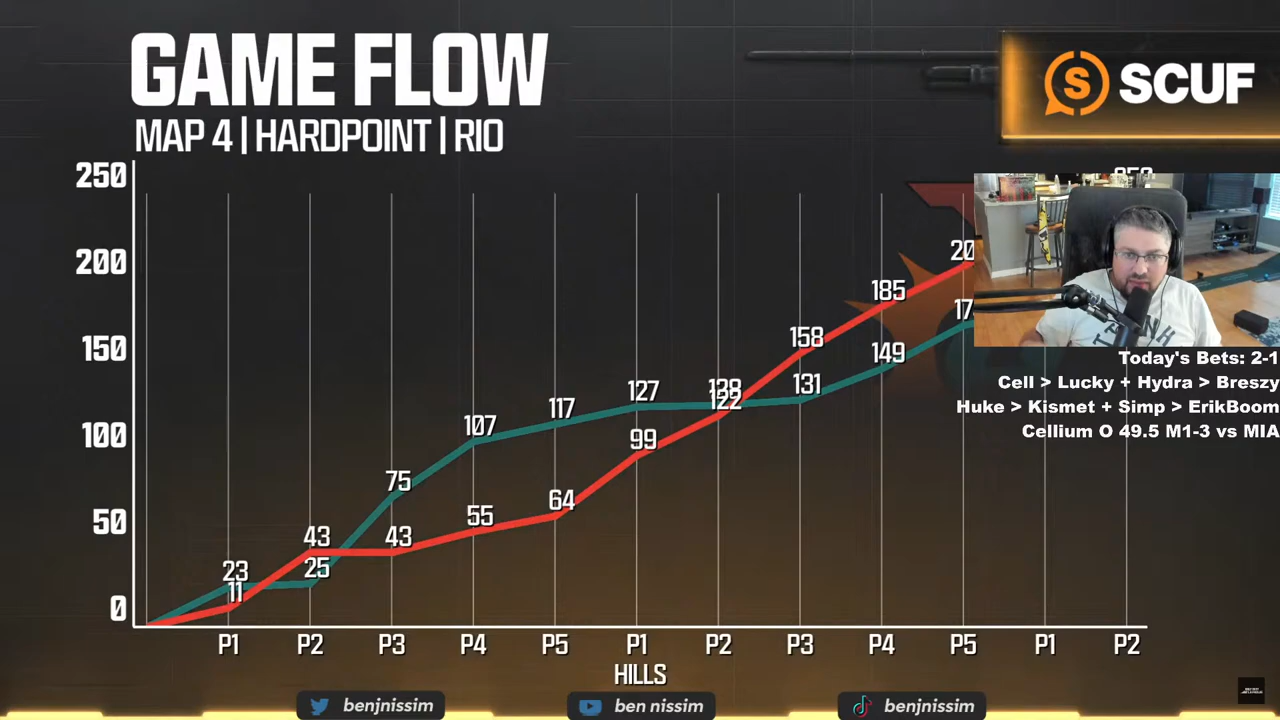 GAME FLOW
MAP 4 | HARDPOINT | RIO
S SCUF
250
200
150
100
50
0
23
11
43
25
75
43
107
55
117
64
127
99
122
158
131
185
149
20
17
P1 P2 P3 P4 P5 P1 P2 P3 P4 P5 P1 P2
HILLS
Today's Bets: 2-1
Cell > Lucky + Hydra > Breszy
Huke > Kismet + Simp > ErikBoom
Cellium O 49.5 M1-3 vs MIA
benjnissim ben nissim benjnissim